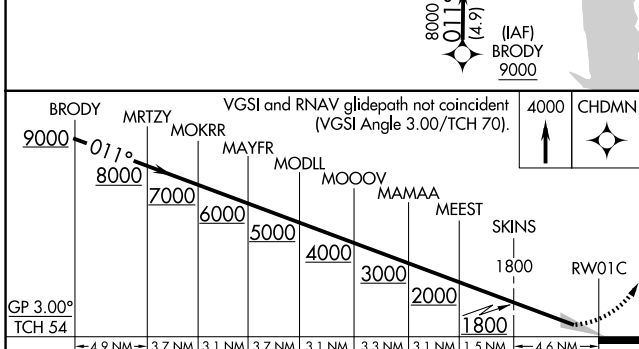 8000
011°
(4.9)
(IAF)
BRODY
9000
VGSI and RNAV glidepath not coincident
(VGSI Angle 3.00/TCH 70).
4000
CHDMN
BRODY
MRTZY
MOKRR
MAYFR
MODLL
MOOOV
MAMAA
MEEST
SKINS
RW01C
9000
011°
8000
7000
6000
5000
4000
3000
2000
1800
1800
GP 3.00°
TCH 54
4.9 NM 3.7 NM 3.1 NM 3.7 NM 3.1 NM 3.3 NM 3.1 NM 1.5 NM 4.6 NM